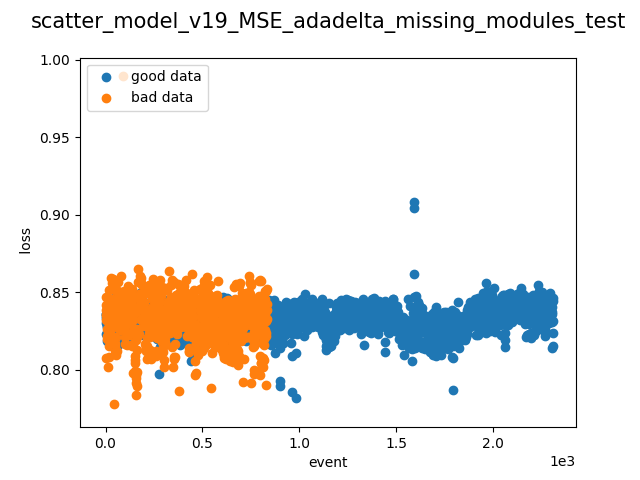 scatter_model_v19_MSE_adadelta_missing_modules_test
1.00
good data
bad data
0.95
0.90
loss
0.85
0.80
0.0 0.5 1.0 1.5 2.0
event 1e3